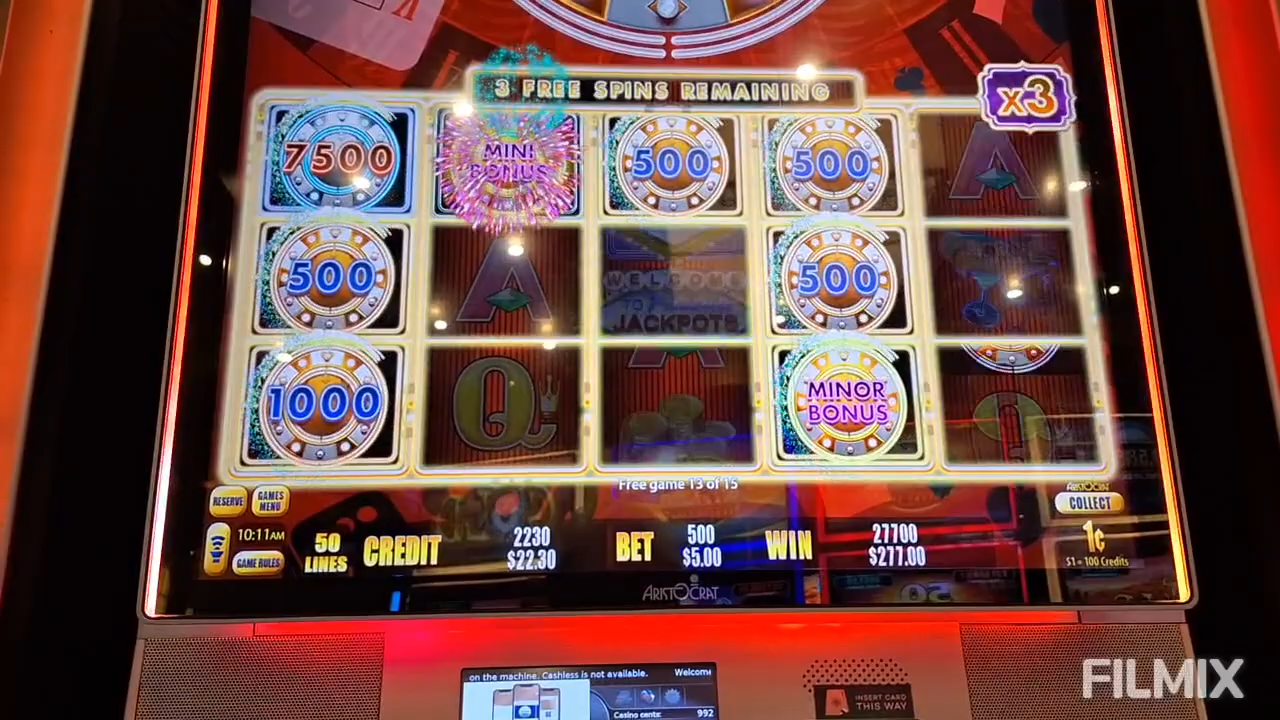 3 FREE SPINS REMAINING
x3
7500
MINI BONUS
500
500
A
500
A
WELCOME
TO
JACKPOTS
500
1000
Q
A
MINOR
BONUS
Free game 13 of 15
RESERVE
GAMES
MENU
10:11AM
GAME RULES
50
LINES
CREDIT
2230
$22.30
BET
500
$5.00
WIN
27700
$277.00
ARISTOCRAT
COLLECT
1¢
$1 = 100 Credits
ARISTOCRAT
on the machine. Cashless is not available.
Welcome
Casino cents:
992
INSERT CARD
THIS WAY
FILMIX